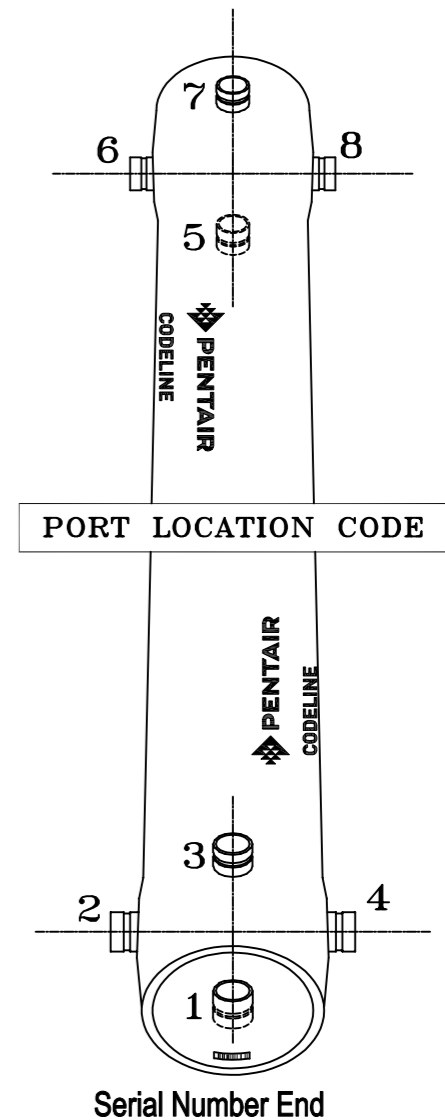 7
6
8
5
PENTAIR
CODELINE
PORT LOCATION CODE
PENTAIR
CODELINE
3
2
4
1
Serial Number End